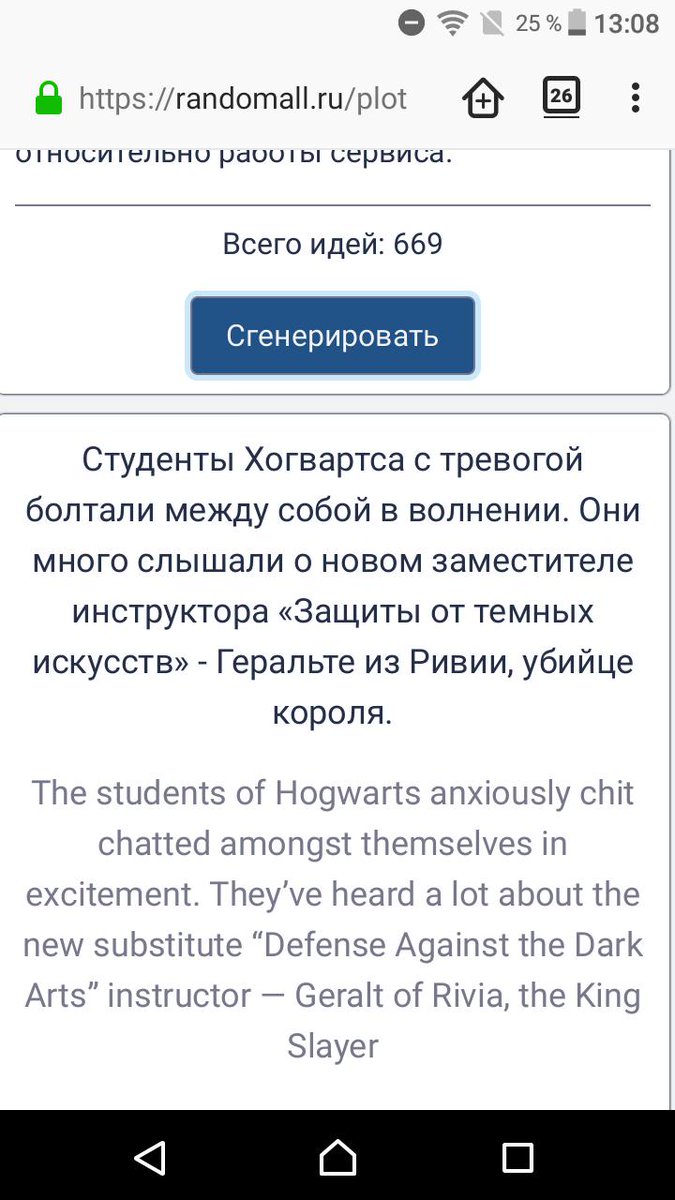 25 % 13:08
https://randomall.ru/plot 26
относительно работы сервиса.
Всего идей: 669
Сгенерировать
Студенты Хогвартса с тревогой
болтали между собой в волнении. Они
много слышали о новом заместителе
инструктора «Защиты от темных
искусств» - Геральте из Ривии, убийце
короля.
The students of Hogwarts anxiously chit
chatted amongst themselves in
excitement. They’ve heard a lot about the
new substitute “Defense Against the Dark
Arts” instructor — Geralt of Rivia, the King
Slayer